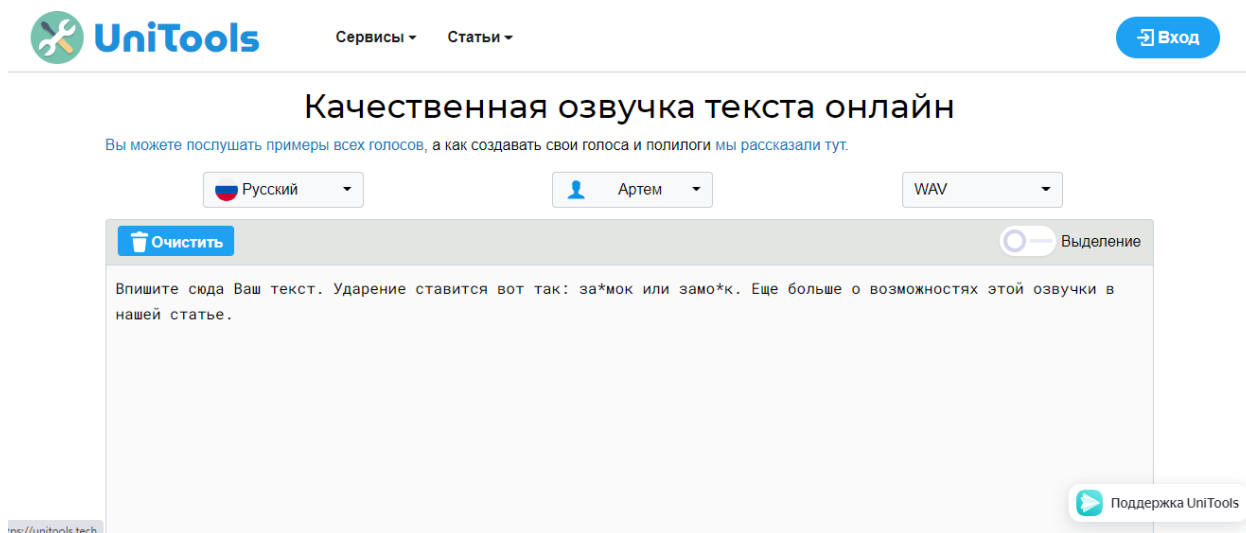 UniTools
Сервисы
Статьи
Вход
Качественная озвучка текста онлайн
Вы можете послушать примеры всех голосов, а как создавать свои голоса и полилоги мы рассказали тут.
Русский
Артем
WAV
Очистить
Выделение
Впишите сюда Ваш текст. Ударение ставится вот так: за*мок или замо*к. Еще больше о возможностях этой озвучки в
нашей статье.
Поддержка UniTools